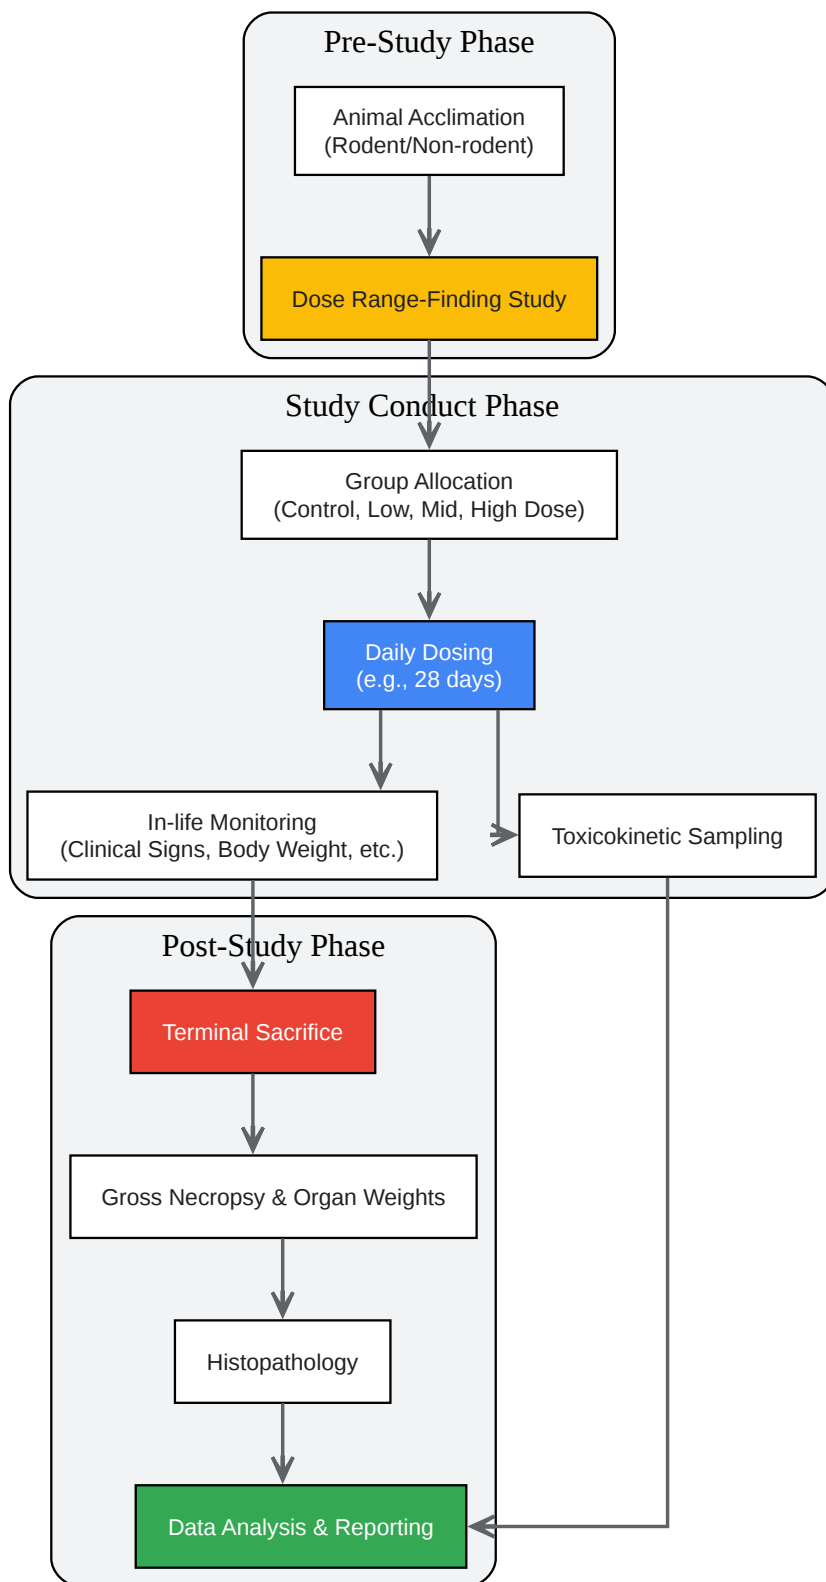 Pre-Study Phase
Animal Acclimation
(Rodent/Non-rodent)
Dose Range-Finding Study
Study Conduct Phase
Group Allocation
(Control, Low, Mid, High Dose)
Daily Dosing
(e.g., 28 days)
In-life Monitoring
(Clinical Signs, Body Weight, etc.)
Toxicokinetic Sampling
Post-Study Phase
Terminal Sacrifice
Gross Necropsy & Organ Weights
Histopathology
Data Analysis & Reporting